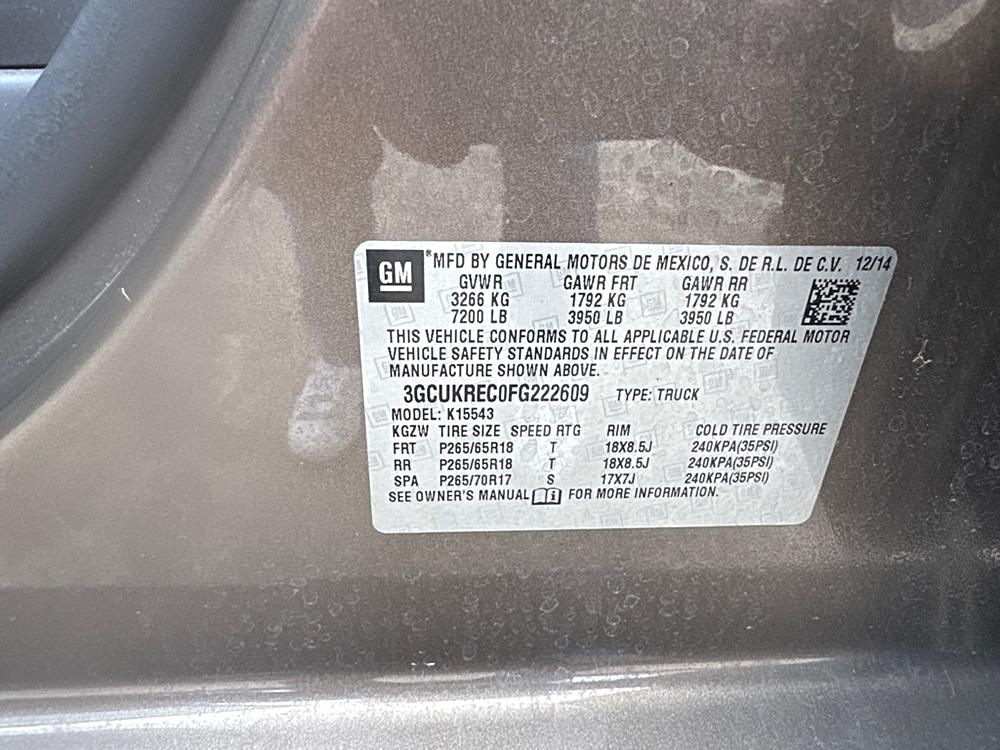 GM *MFD BY GENERAL MOTORS DE MEXICO, S. DE R.L. DE C.V. 12/14
GVWR GAWR FRT GAWR RR
3266 KG 1792 KG 1792 KG
7200 LB 3950 LB 3950 LB
THIS VEHICLE CONFORMS TO ALL APPLICABLE U.S. FEDERAL MOTOR
VEHICLE SAFETY STANDARDS IN EFFECT ON THE DATE OF
MANUFACTURE SHOWN ABOVE.
3GCUKREC0FG222609 TYPE: TRUCK
MODEL: K15543
KGZW TIRE SIZE SPEED RTG RIM COLD TIRE PRESSURE
FRT P265/65R18 T 18X8.5J 240KPA(35PSI)
RR P265/65R18 T 18X8.5J 240KPA(35PSI)
SPA P265/70R17 S 17X7J 240KPA(35PSI)
SEE OWNER'S MANUAL i FOR MORE INFORMATION.